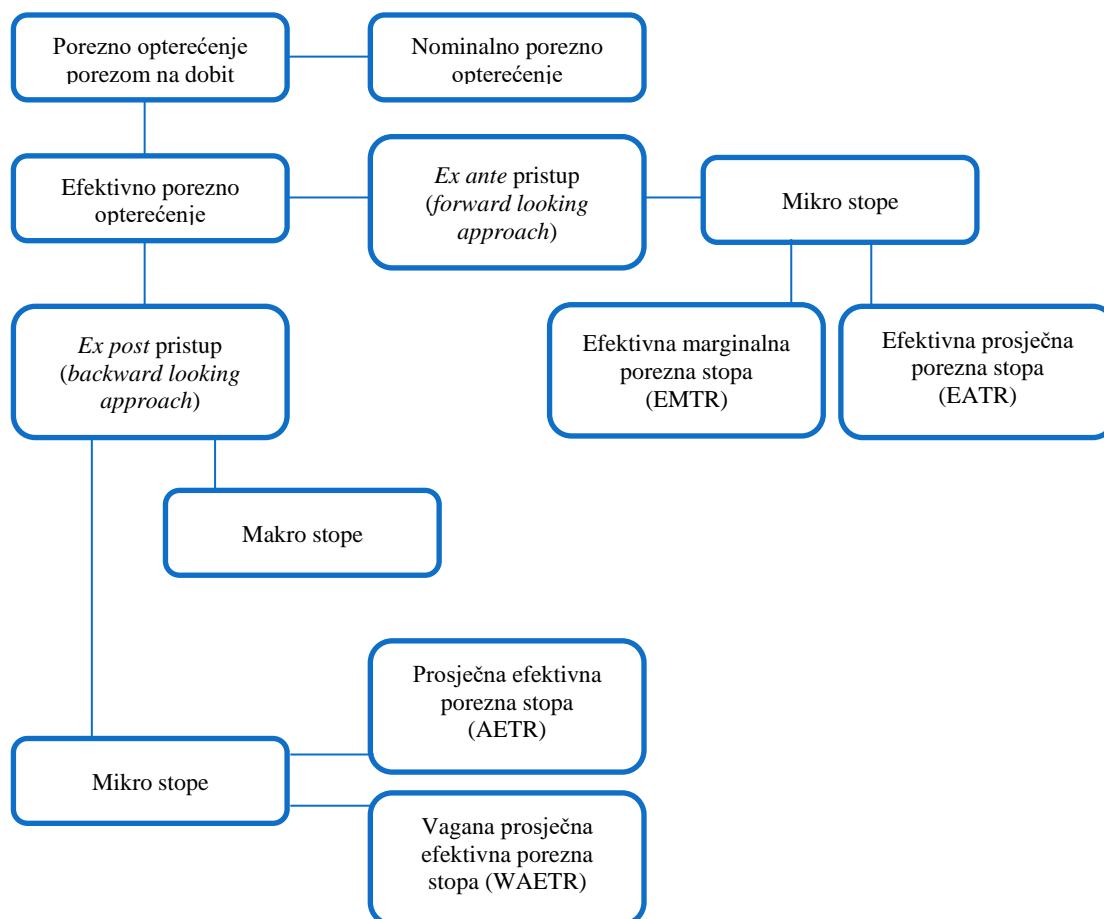 Porezno opterećenje
porezom na dobit
Nominalno porezno
opterećenje
Efektivno porezno
opterećenje
Ex ante pristup
(forward looking
approach)
Mikro stope
Ex post pristup
(backward looking
approach)
Efektivna marginalna
porezna stopa
(EMTR)
Efektivna prosječna
porezna stopa
(EATR)
Makro stope
Prosječna efektivna
porezna stopa
(AETR)
Mikro stope
Vagana prosječna
efektivna porezna
stopa (WAETR)